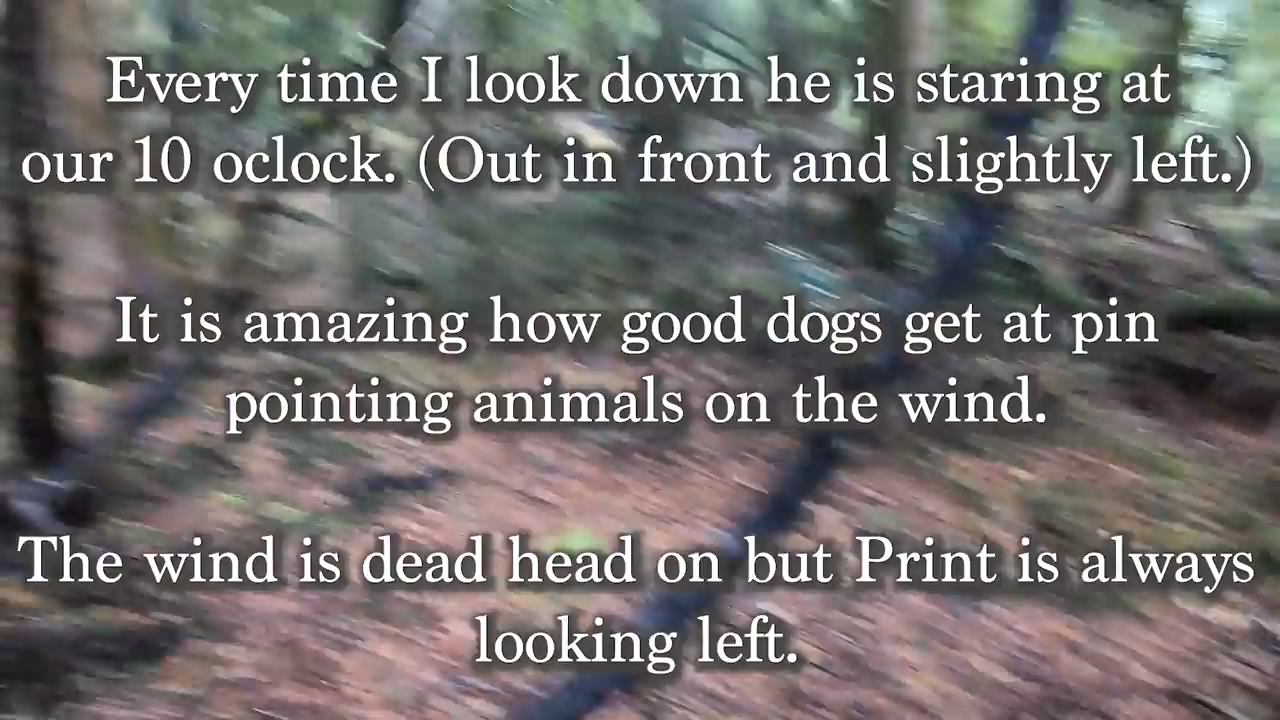 Every time I look down he is staring at
our 10 oclock. (Out in front and slightly left.)
It is amazing how good dogs get at pin
pointing animals on the wind.
The wind is dead head on but Print is always
looking left.